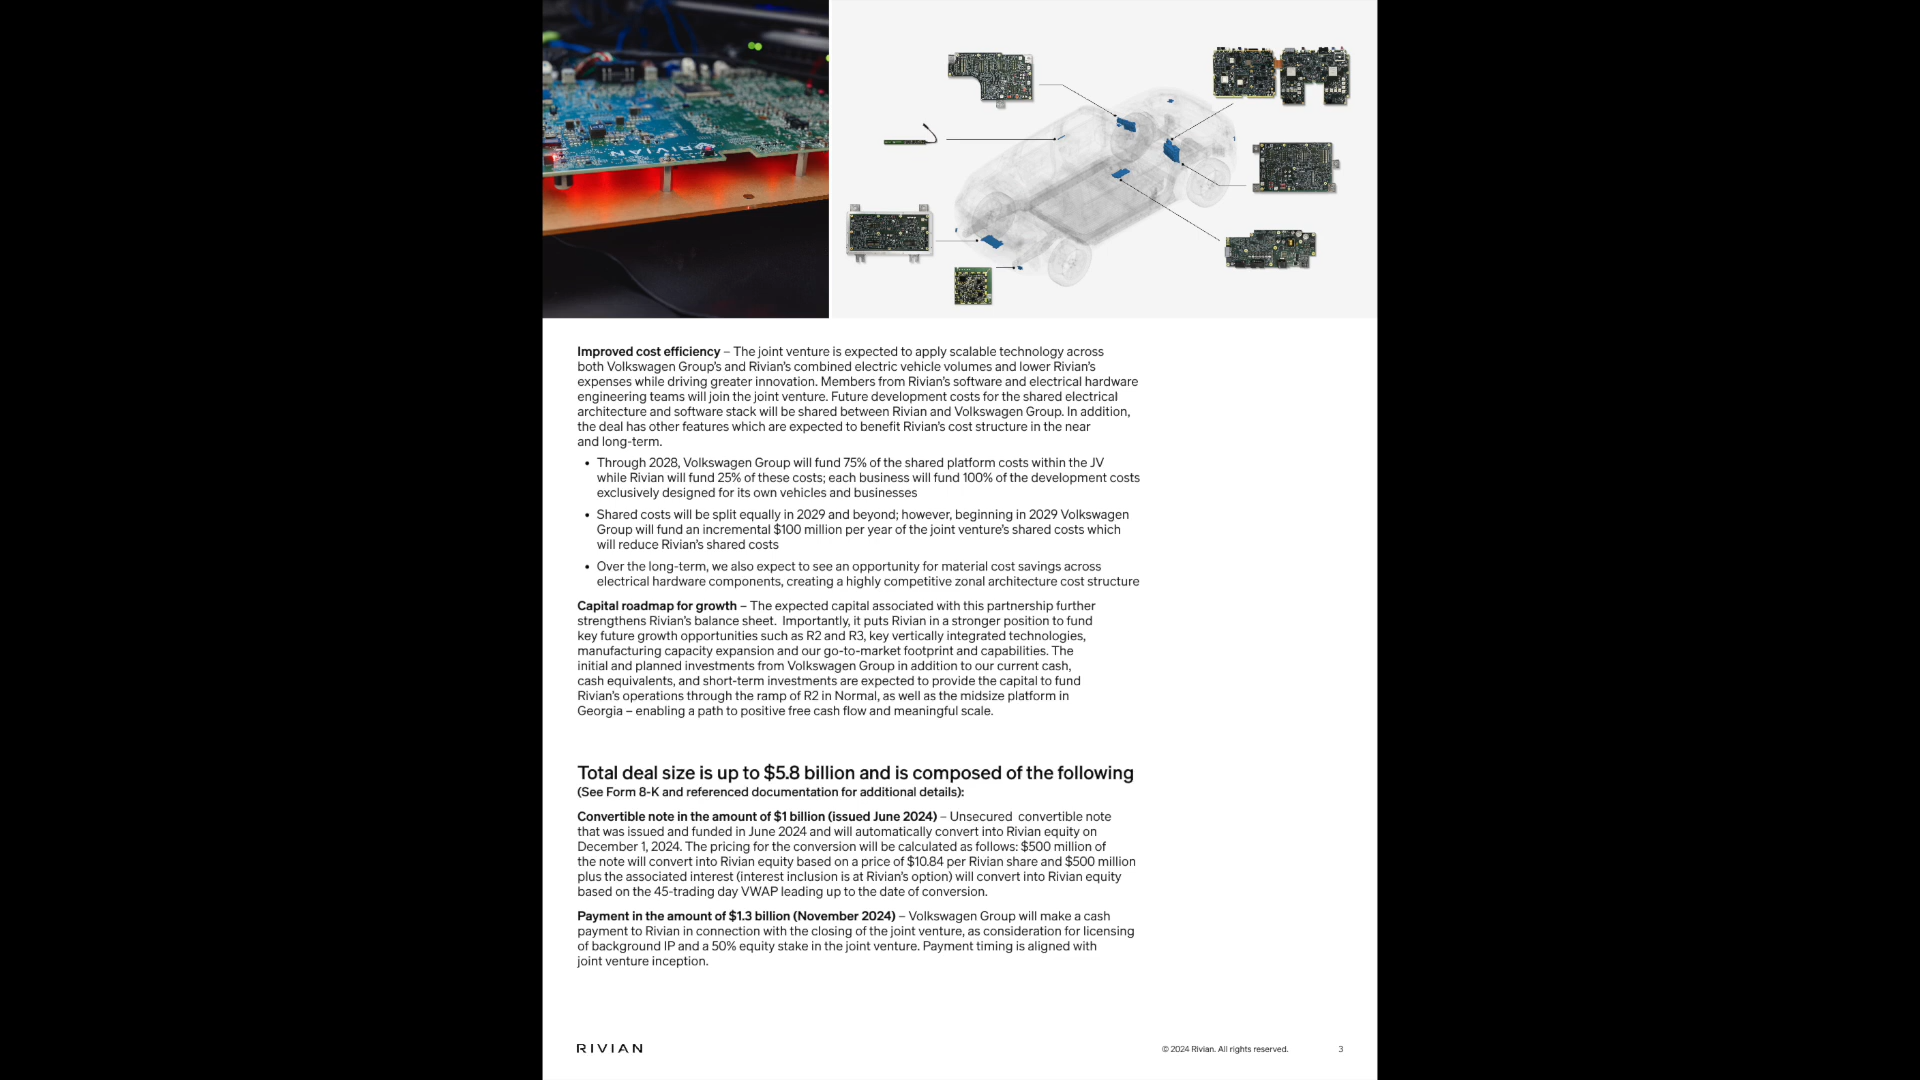 RIVIAN
Improved cost efficiency – The joint venture is expected to apply scalable technology across
both Volkswagen Group's and Rivian's combined electric vehicle volumes and lower Rivian's
expenses while driving greater innovation. Members from Rivian's software and electrical hardware
engineering teams will join the joint venture. Future development costs for the shared electrical
architecture and software stack will be shared between Rivian and Volkswagen Group. In addition,
the deal has other features which are expected to benefit Rivian's cost structure in the near
and long-term.
• Through 2028, Volkswagen Group will fund 75% of the shared platform costs within the JV
while Rivian will fund 25% of these costs; each business will fund 100% of the development costs
exclusively designed for its own vehicles and businesses
• Shared costs will be split equally in 2029 and beyond; however, beginning in 2029 Volkswagen
Group will fund an incremental $100 million per year of the joint venture's shared costs which
will reduce Rivian's shared costs
• Over the long-term, we also expect to see an opportunity for material cost savings across
electrical hardware components, creating a highly competitive zonal architecture cost structure
Capital roadmap for growth – The expected capital associated with this partnership further
strengthens Rivian's balance sheet. Importantly, it puts Rivian in a stronger position to fund
key future growth opportunities such as R2 and R3, key vertically integrated technologies,
manufacturing capacity expansion and our go-to-market footprint and capabilities. The
initial and planned investments from Volkswagen Group in addition to our current cash,
cash equivalents, and short-term investments are expected to provide the capital to fund
Rivian's operations through the ramp of R2 in Normal, as well as the midsize platform in
Georgia – enabling a path to positive free cash flow and meaningful scale.
Total deal size is up to $5.8 billion and is composed of the following
(See Form 8-K and referenced documentation for additional details):
Convertible note in the amount of $1 billion (issued June 2024) – Unsecured convertible note
that was issued and funded in June 2024 and will automatically convert into Rivian equity on
December 1, 2024. The pricing for the conversion will be calculated as follows: $500 million of
the note will convert into Rivian equity based on a price of $10.84 per Rivian share and $500 million
plus the associated interest (interest inclusion is at Rivian's option) will convert into Rivian equity
based on the 45-trading day VWAP leading up to the date of conversion.
Payment in the amount of $1.3 billion (November 2024) – Volkswagen Group will make a cash
payment to Rivian in connection with the closing of the joint venture, as consideration for licensing
of background IP and a 50% equity stake in the joint venture. Payment timing is aligned with
joint venture inception.
RIVIAN
© 2024 Rivian. All rights reserved.
3